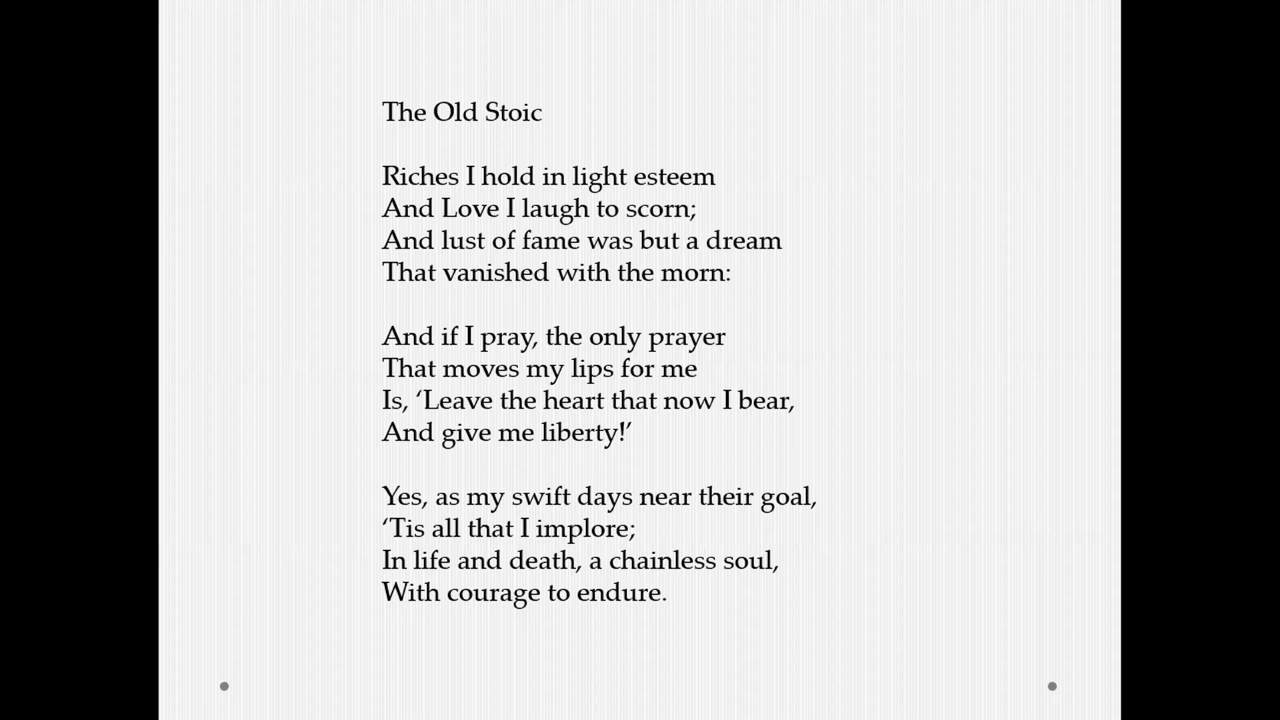 The Old Stoic
Riches I hold in light esteem
And Love I laugh to scorn;
And lust of fame was but a dream
That vanished with the morn:
And if I pray, the only prayer
That moves my lips for me
Is, ‘Leave the heart that now I bear,
And give me liberty!’
Yes, as my swift days near their goal,
‘Tis all that I implore;
In life and death, a chainless soul,
With courage to endure.